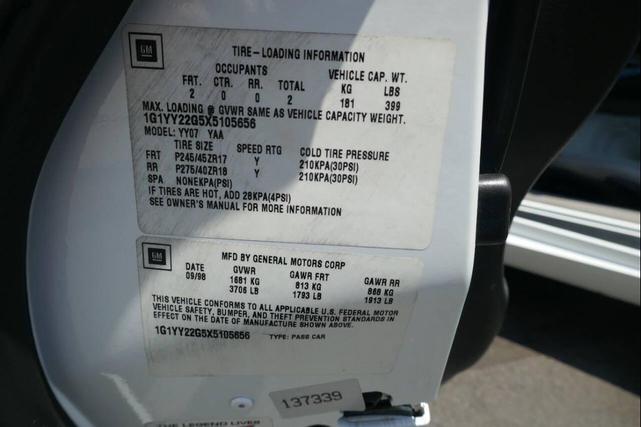 GM
TIRE-LOADING INFORMATION
OCCUPANTS VEHICLE CAP. WT.
FRT. CTR. RR. TOTAL KG LBS
2 0 0 2 181 399
MAX. LOADING @ GVWR SAME AS VEHICLE CAPACITY WEIGHT.
1G1YY22G5X5105656
MODEL: YY07 YAA
TIRE SIZE SPEED RTG COLD TIRE PRESSURE
FRT P245/45ZR17 Y 210KPA(30PSI)
RR P275/40ZR18 Y 210KPA(30PSI)
SPA NONEKPA(PSI)
IF TIRES ARE HOT, ADD 28KPA(4PSI)
SEE OWNER'S MANUAL FOR MORE INFORMATION
GM
MFD BY GENERAL MOTORS CORP
DATE GVWR GAWR FRT GAWR RR
09/98 1681 KG 813 KG 868 KG
3706 LB 1793 LB 1913 LB
THIS VEHICLE CONFORMS TO ALL APPLICABLE U.S. FEDERAL MOTOR
VEHICLE SAFETY, BUMPER, AND THEFT PREVENTION STANDARDS IN
EFFECT ON THE DATE OF MANUFACTURE SHOWN ABOVE.
1G1YY22G5X5105656 TYPE: PASS CAR
137339
THE LEGEND LIVES